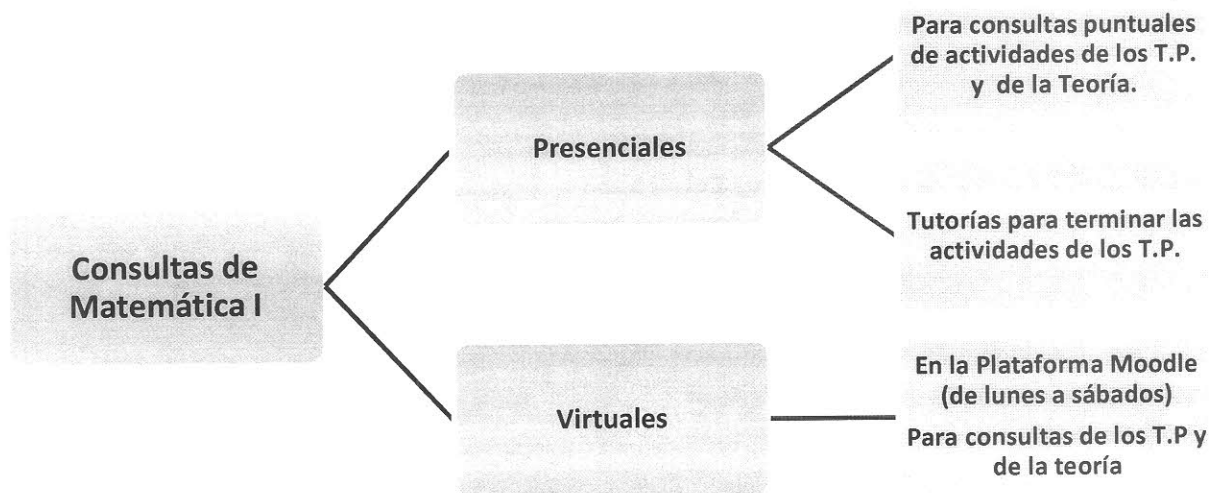 Consultas de
Matemática I
Presenciales
Para consultas puntuales
de actividades de los T.P.
y de la Teoría.
Tutorías para terminar las
actividades de los T.P.
Virtuales
En la Plataforma Moodle
(de lunes a sábados)
Para consultas de los T.P y
de la teoría